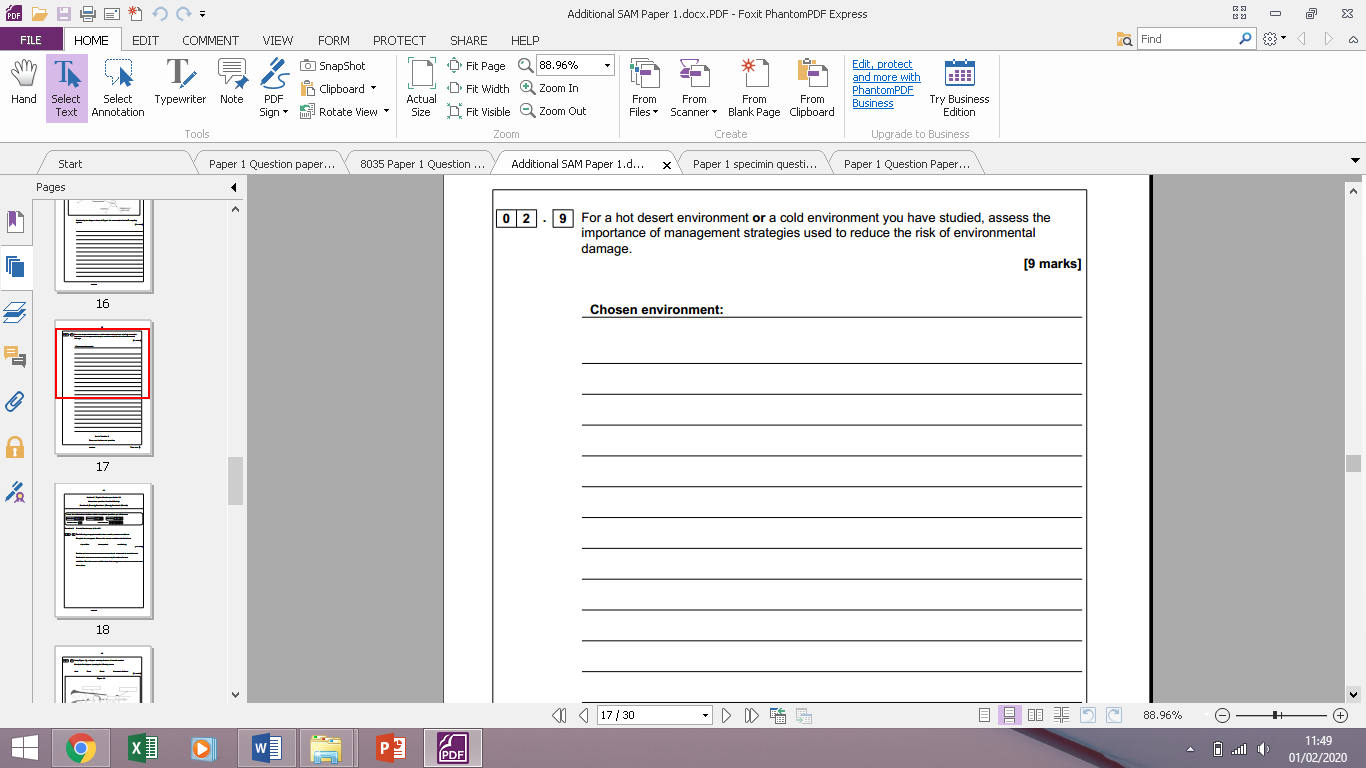 Additional SAM Paper 1.docx.PDF - Foxit PhantomPDF Express
FILE HOME EDIT COMMENT VIEW FORM PROTECT SHARE HELP
Find
Hand
Select Text
Select Annotation
Typewriter
Note
PDF Sign
SnapShot
Clipboard
Rotate View
Tools
Actual Size
Fit Page
Fit Width
Fit Visible
88.96%
Zoom In
Zoom Out
Zoom
From Files
From Scanner
From Blank Page
From Clipboard
Create
Edit, protect
and more with
PhantomPDF
Business
Try Business
Edition
Upgrade to Business
Start
Paper 1 Question paper...
8035 Paper 1 Question ...
Additional SAM Paper 1.d...
Paper 1 specimin questi...
Paper 1 Question Paper...
Pages
16
17
18
0 2 . 9 For a hot desert environment or a cold environment you have studied, assess the
importance of management strategies used to reduce the risk of environmental
damage.
[9 marks]
Chosen environment:
17 / 30
88.96%
PDF
11:49
01/02/2020